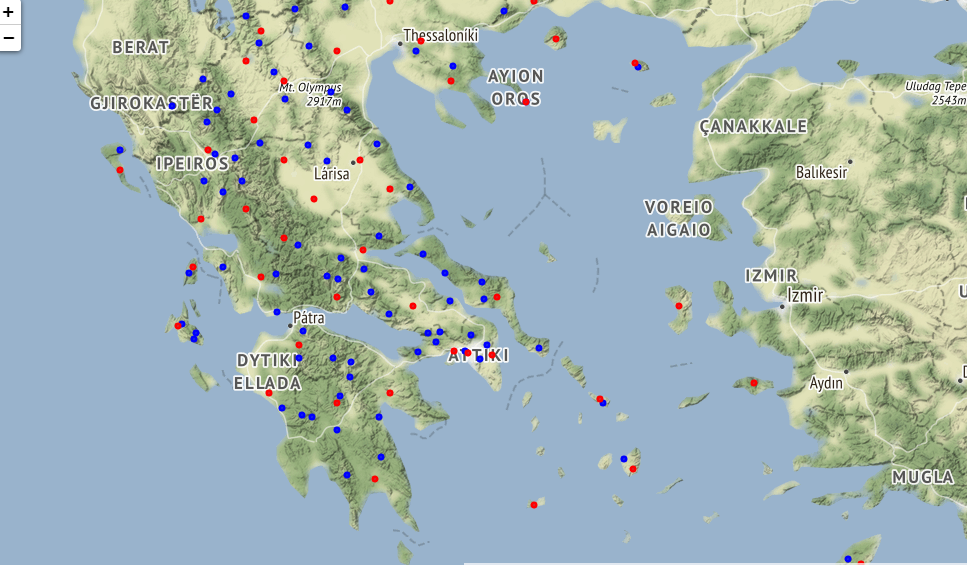 +
−
Thessaloníki
BERAT
AYION
OROS
Mt. Olympus
2917m
Uludag Tepe
2543m
GJIROKASTËR
ÇANAKKALE
IPEIROS
Lárisa
Balıkesir
VOREIO
AIGAIO
IZMIR
Izmir
Pátra
ATTIKI
DYTIKI
ELLADA
Aydın
MUGLA